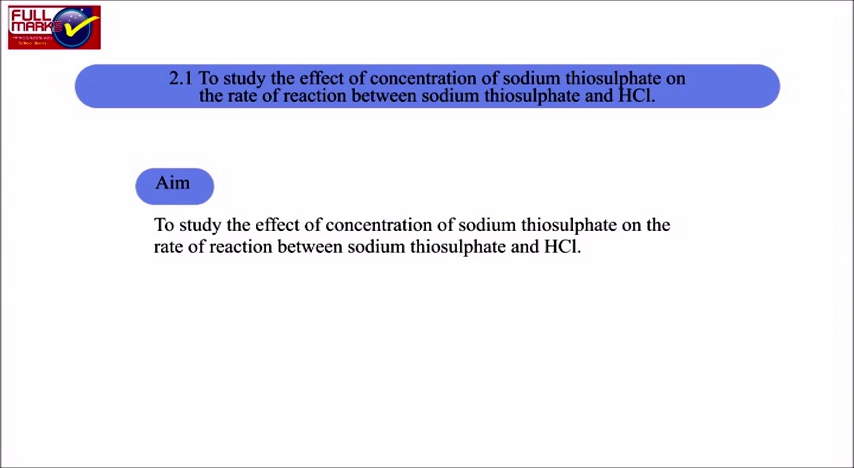 FULL
MARKS
2.1 To study the effect of concentration of sodium thiosulphate on
the rate of reaction between sodium thiosulphate and HCl.
Aim
To study the effect of concentration of sodium thiosulphate on the
rate of reaction between sodium thiosulphate and HCl.